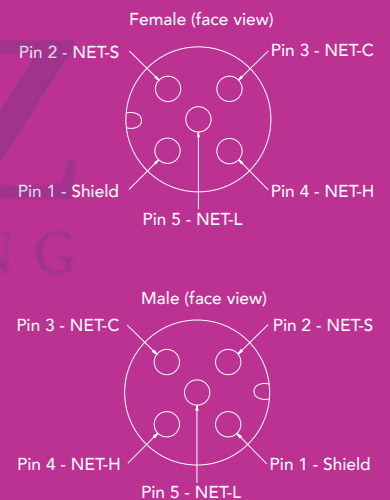 Female (face view)
Pin 2 - NET-S
Pin 3 - NET-C
Pin 1 - Shield
Pin 4 - NET-H
Pin 5 - NET-L
Z
N G
Male (face view)
Pin 3 - NET-C
Pin 2 - NET-S
Pin 4 - NET-H
Pin 1 - Shield
Pin 5 - NET-L